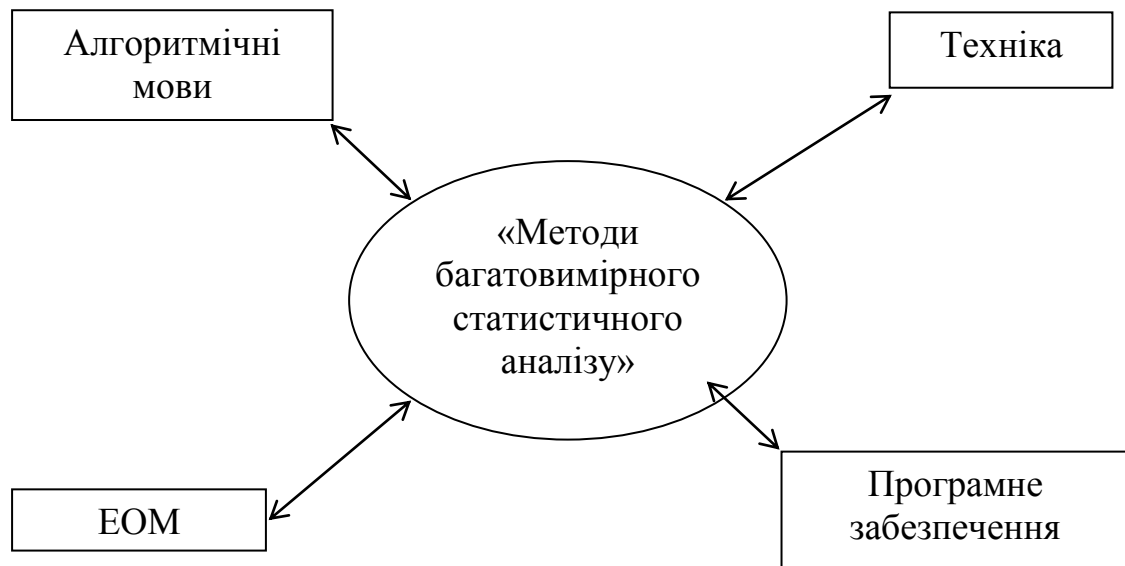 Алгоритмічні
мови
Техніка
«Методи
багатовимірного
статистичного
аналізу»
ЕОМ
Програмне
забезпечення